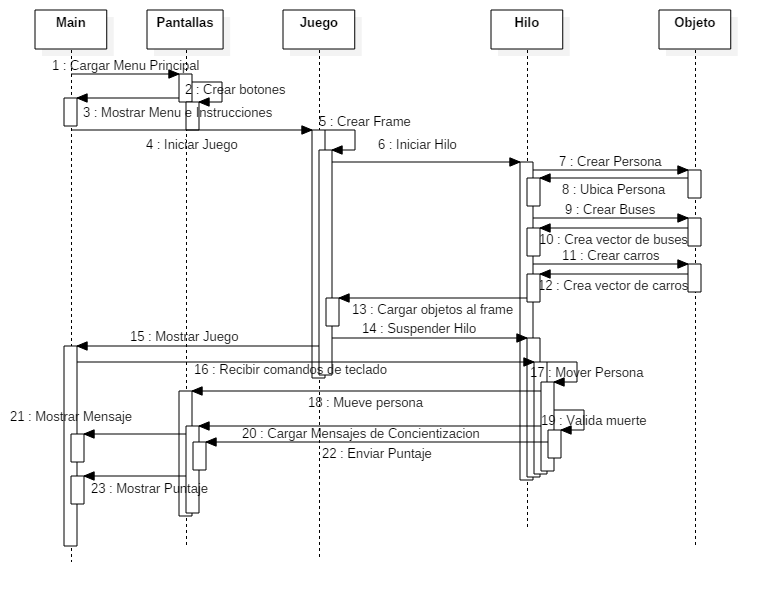 Main
Pantallas
Juego
Hilo
Objeto
1 : Cargar Menu Principal
2 : Crear botones
3 : Mostrar Menu e Instrucciones
4 : Iniciar Juego
5 : Crear Frame
6 : Iniciar Hilo
7 : Crear Persona
8 : Ubica Persona
9 : Crear Buses
10 : Crea vector de buses
11 : Crear carros
12 : Crea vector de carros
13 : Cargar objetos al frame
14 : Suspender Hilo
15 : Mostrar Juego
16 : Recibir comandos de teclado
17 : Mover Persona
18 : Mueve persona
19 : Valida muerte
20 : Cargar Mensajes de Concientizacion
21 : Mostrar Mensaje
22 : Enviar Puntaje
23 : Mostrar Puntaje